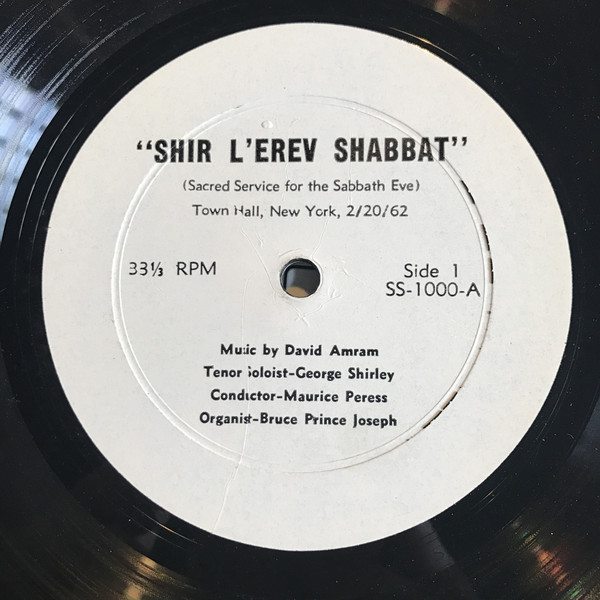 “SHIR L’EREV SHABBAT”
(Sacred Service for the Sabbath Eve)
Town Hall, New York, 2/20/62
33⅓ RPM
Side 1
SS-1000-A
Music by David Amram
Tenor Soloist-George Shirley
Conductor-Maurice Peress
Organist-Bruce Prince Joseph